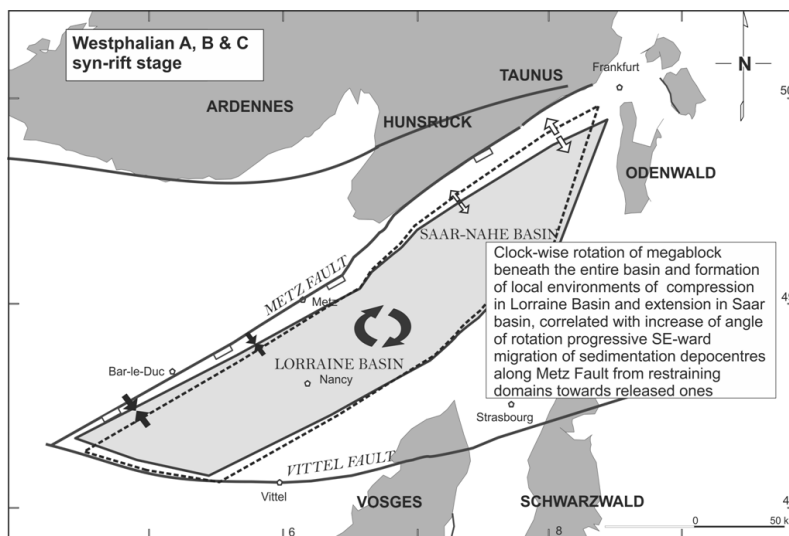 Westphalian A, B & C
syn-rift stage
Frankfurt
N
TAUNUS
50
ARDENNES
HUNSRUCK
ODENWALD
SAAR-NAHE BASIN
Clock-wise rotation of megablock
beneath the entire basin and formation
of local environments of compression
in Lorraine Basin and extension in Saar
basin, correlated with increase of angle
of rotation progressive SE-ward
migration of sedimentation depocentres
along Metz Fault from restraining
domains towards released ones
METZ FAULT
Metz
LORRAINE BASIN
Bar-le-Duc
Nancy
Strasbourg
VITTEL FAULT
Vittel
VOSGES
SCHWARZWALD
0 50 k
6
8